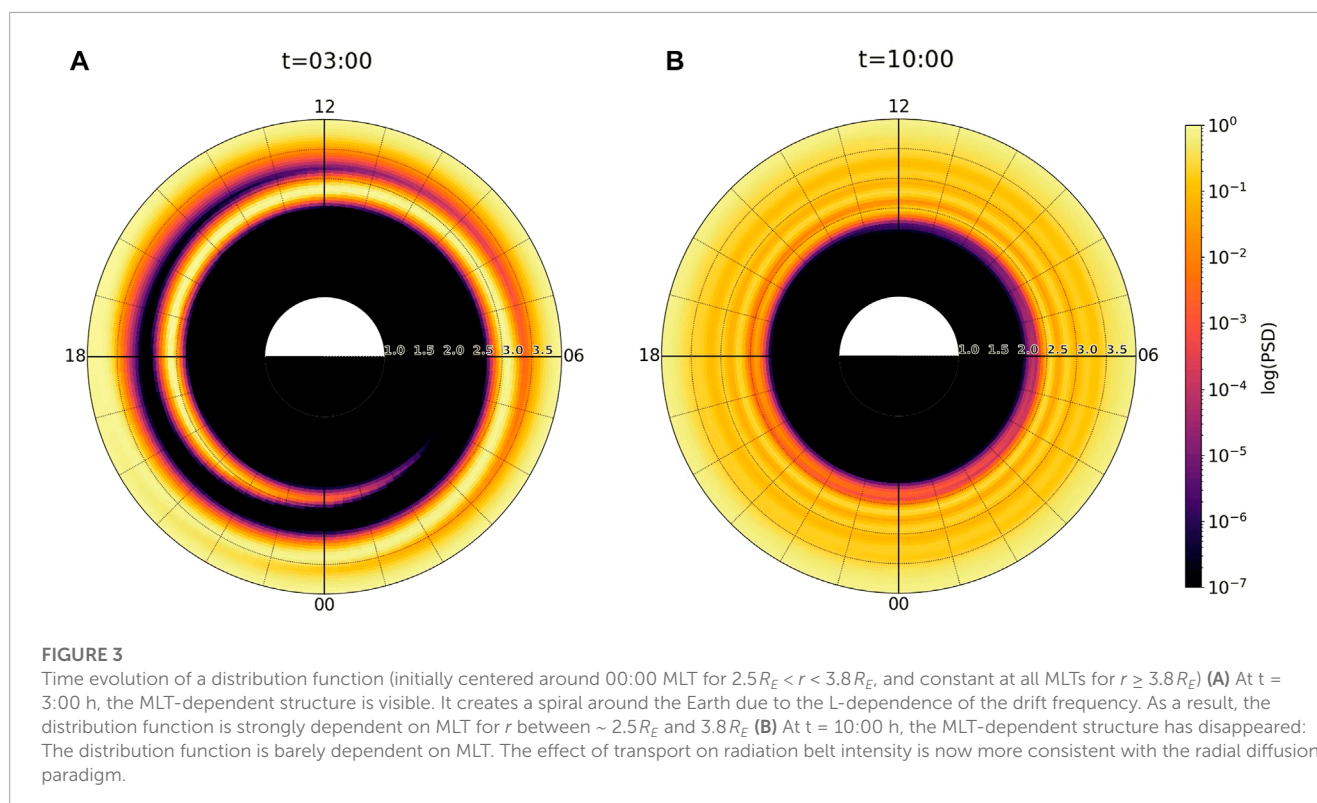 A
t=03:00
B
t=10:00
12
12
18
1.0 1.5 2.0 2.5 3.0 3.5
06
18
1.0 1.5 2.0 2.5 3.0 3.5
06
00
00
10⁰
10⁻¹
10⁻²
10⁻³
10⁻⁴
10⁻⁵
10⁻⁶
10⁻⁷
log(PSD)
FIGURE 3
Time evolution of a distribution function (initially centered around 00:00 MLT for 2.5R_E < r < 3.8R_E, and constant at all MLTs for r ≥ 3.8R_E) (A) At t =
3:00 h, the MLT-dependent structure is visible. It creates a spiral around the Earth due to the L-dependence of the drift frequency. As a result, the
distribution function is strongly dependent on MLT for r between ~ 2.5R_E and 3.8R_E (B) At t = 10:00 h, the MLT-dependent structure has disappeared:
The distribution function is barely dependent on MLT. The effect of transport on radiation belt intensity is now more consistent with the radial diffusion
paradigm.